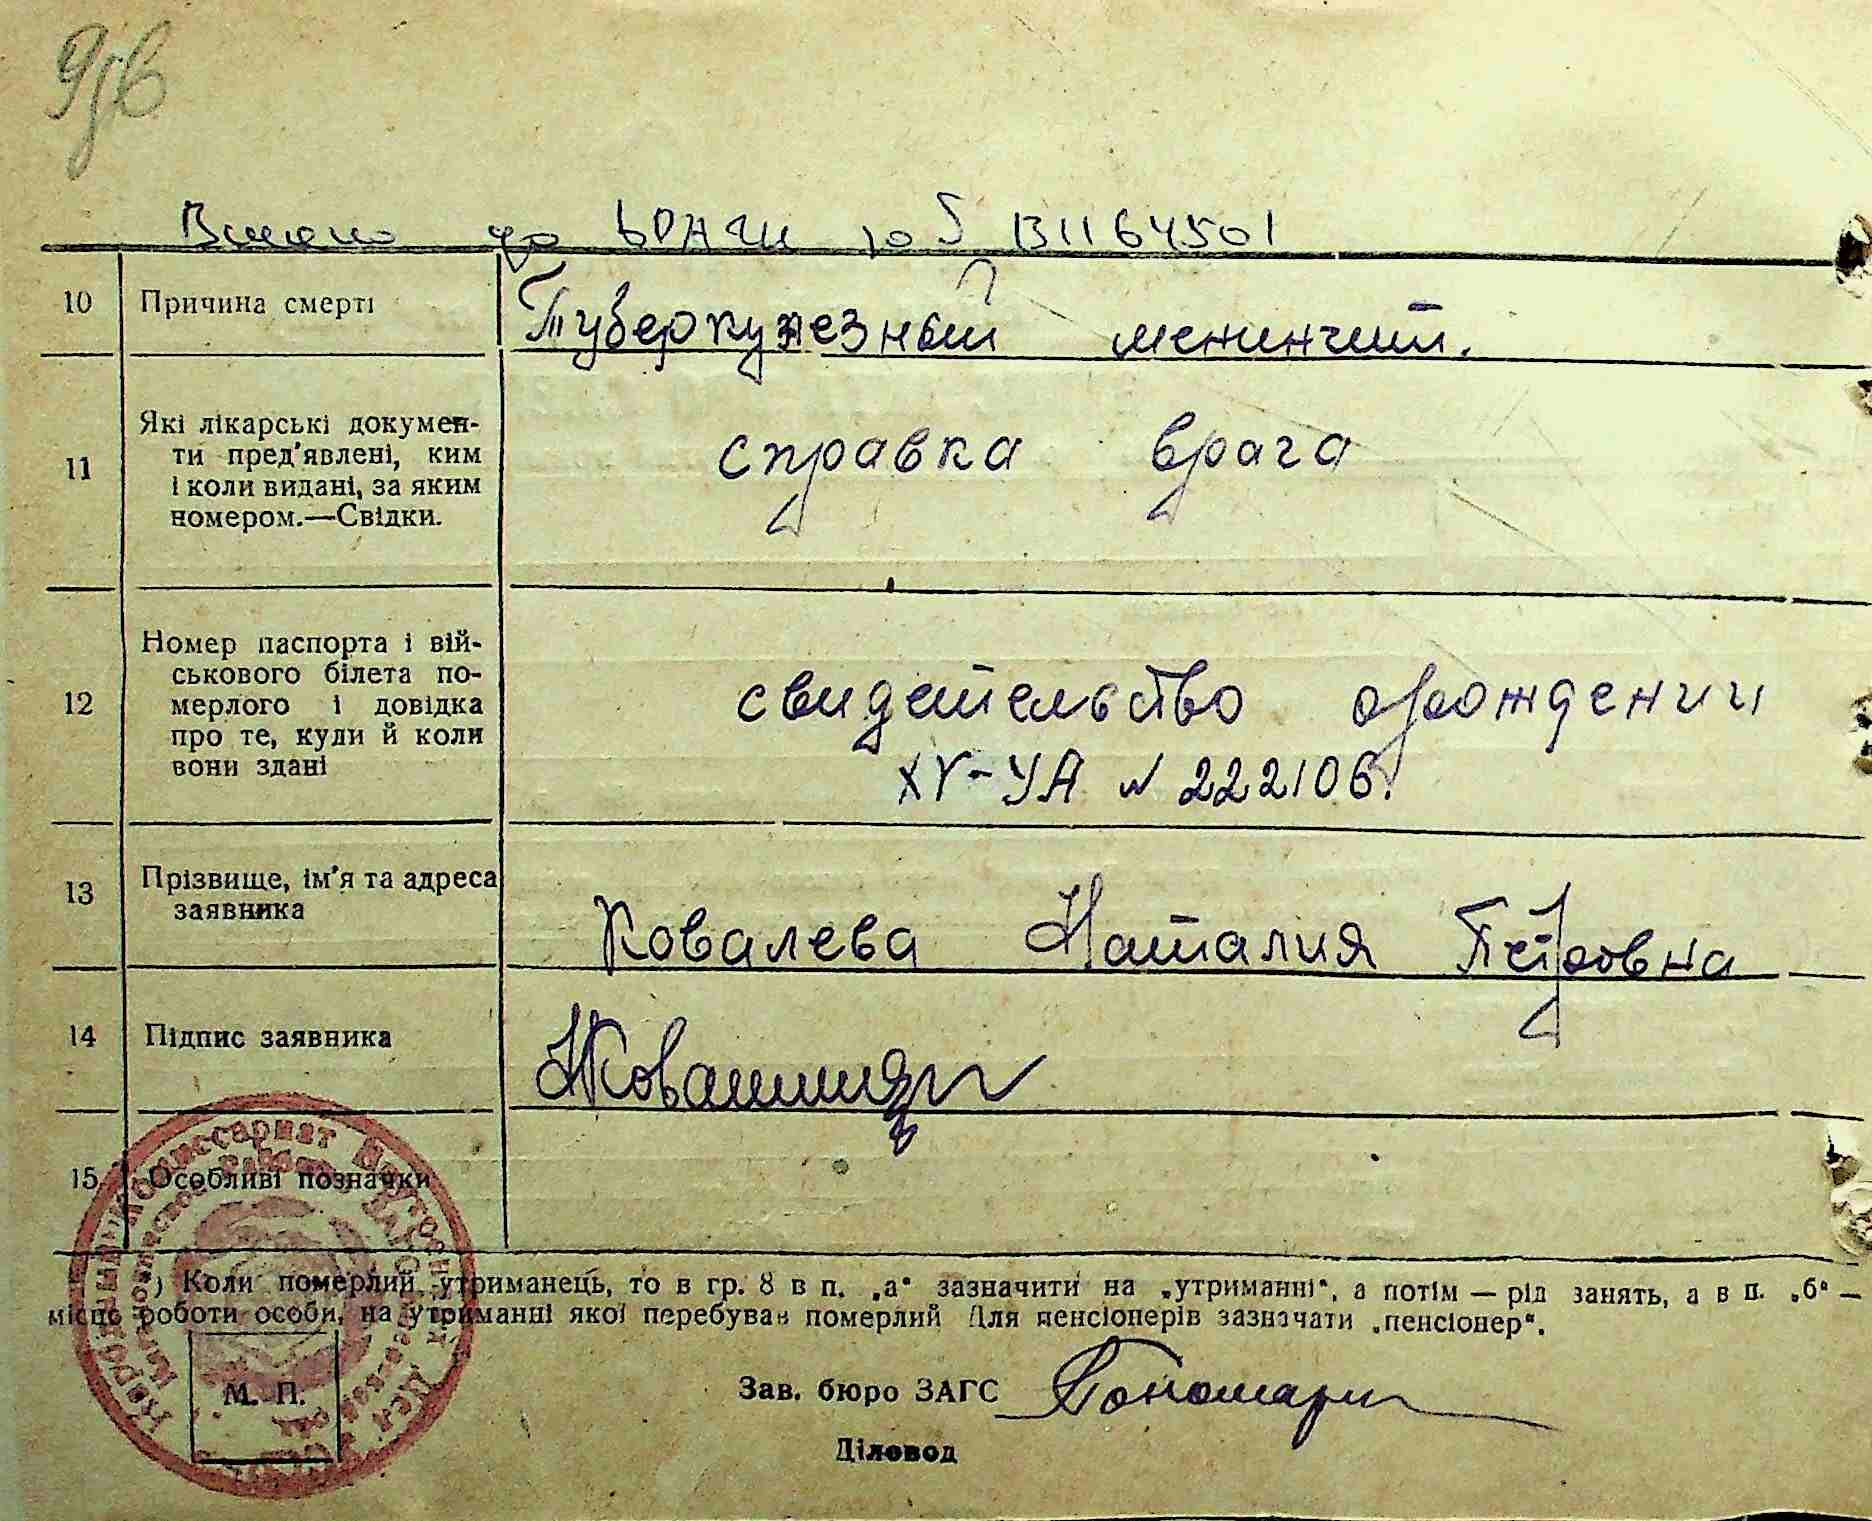 Внесено до ВРАЦИ 131164501
10 Причина смерті Туберкулезный менингит.
11 Які лікарські докумен-
ти пред'явлені, ким
і коли видані, за яким
номером.—Свідки.
справка врача
12 Номер паспорта і вій-
ськового білета по-
мерлого і довідка
про те, куди й коли
вони здані
свидетельство о рождении
XV-УА № 222106.
13 Прізвище, ім'я та адреса
заявника
Ковалева Наталия Петровна
14 Підпис заявника
15 Особливі позначки
) Коли померлий утриманець, то в гр. 8 в п. „а“ зазначити на „утриманні“, а потім — рід занять, а в п. „б“ —
місце роботи особи, на утриманні якої перебував померлий Для пенсіонерів зазначати „пенсіонер“.
М. П.
Зав. бюро ЗАГС
Діловод